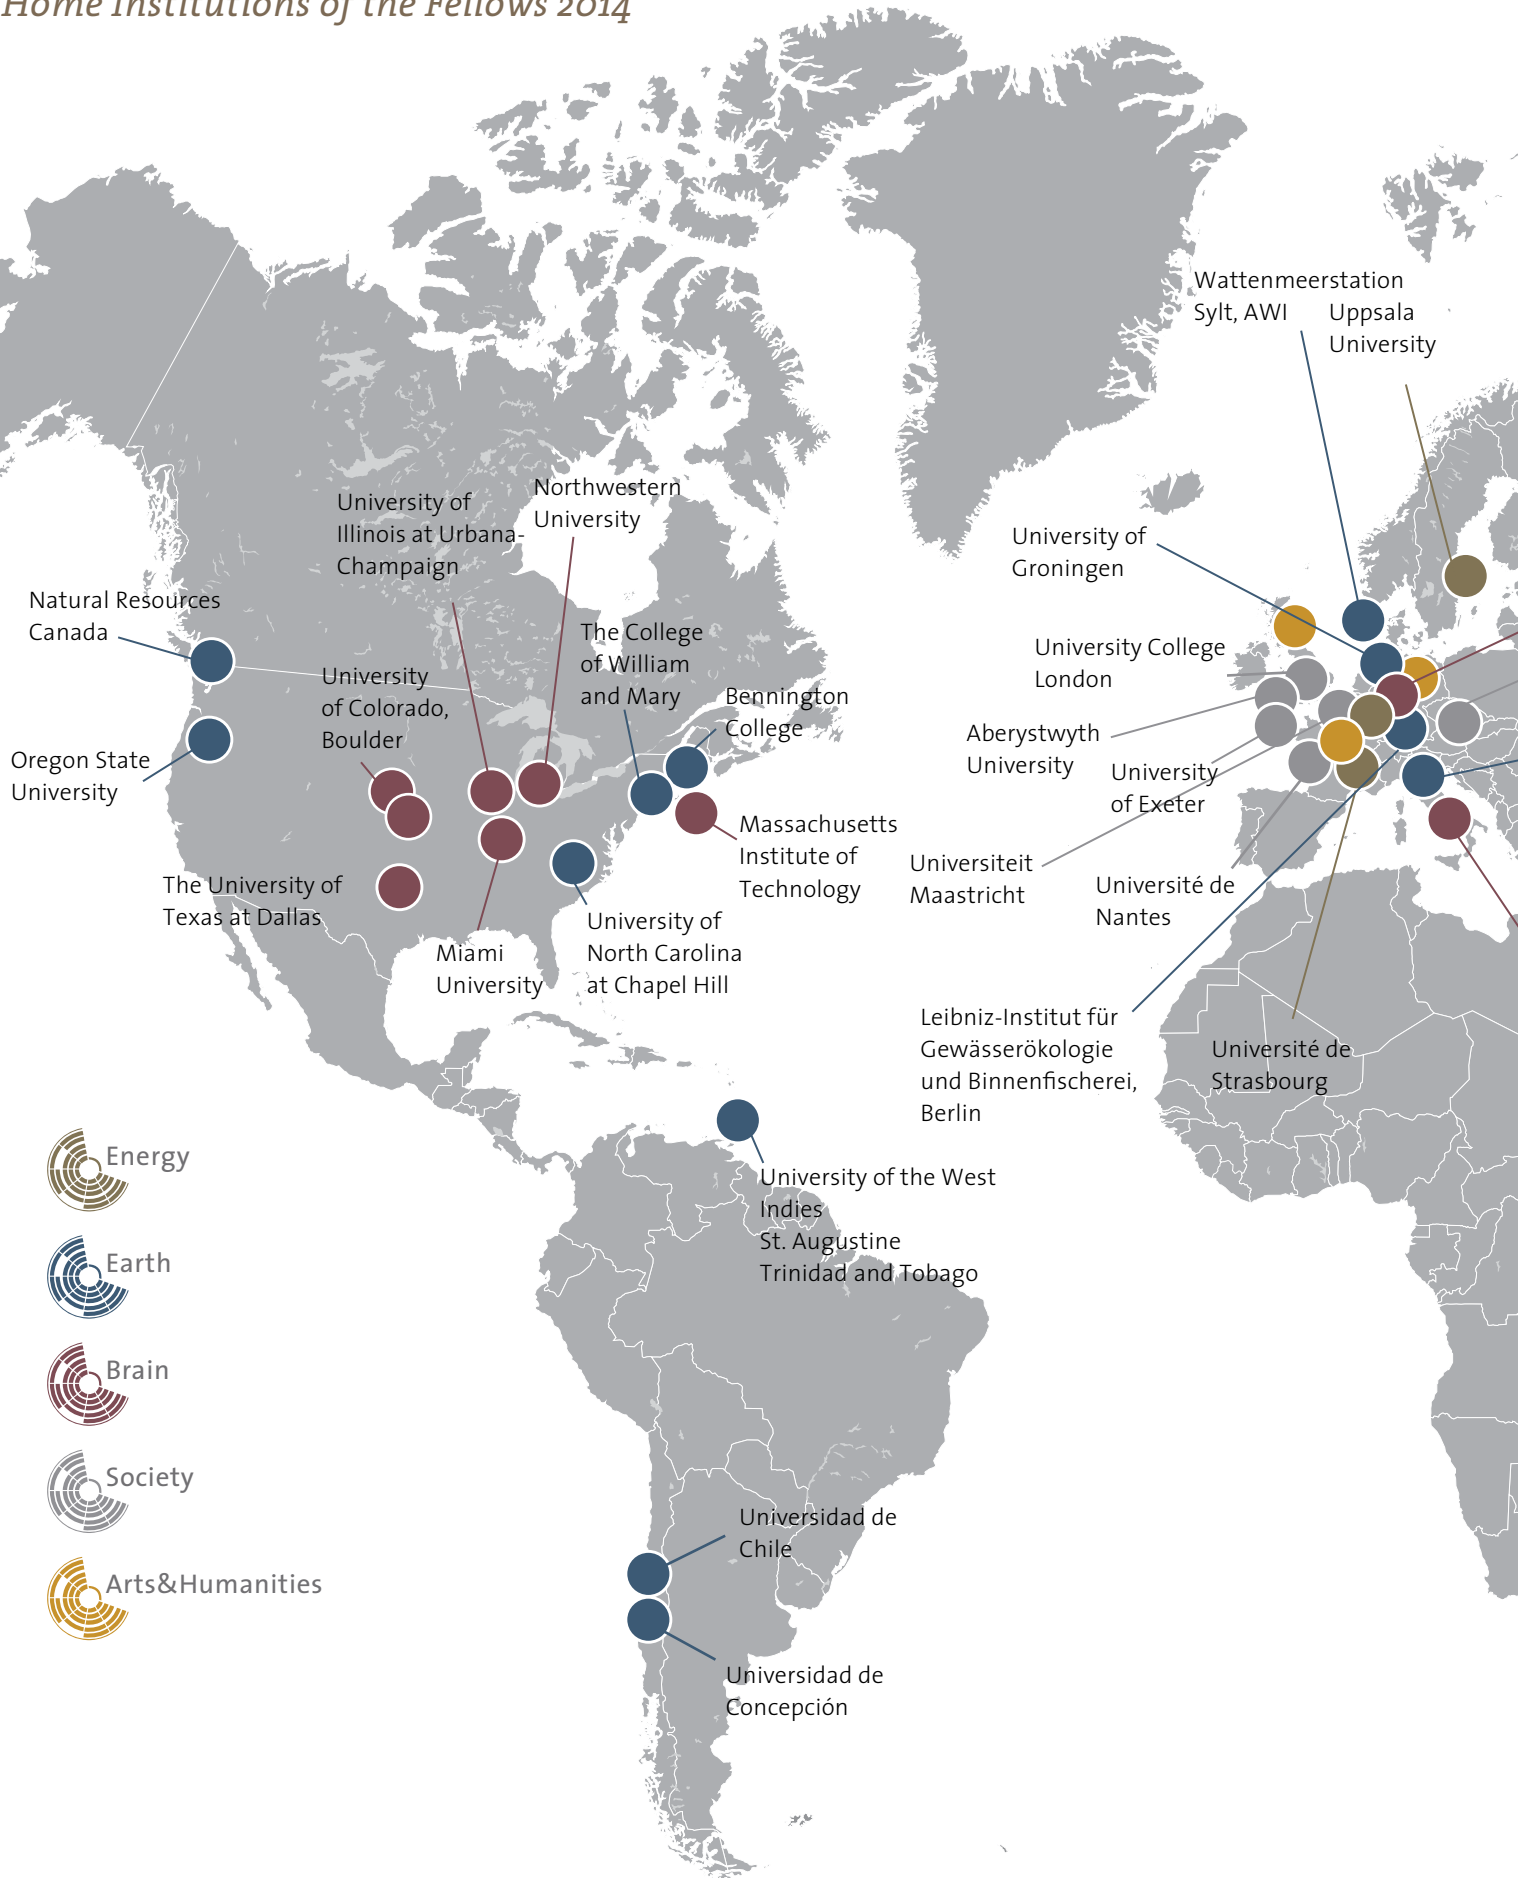 Home Institutions of the Fellows 2014
Wattenmeerstation
Sylt, AWI
Uppsala
University
University of
Illinois at Urbana-
Champaign
Northwestern
University
University of
Groningen
Natural Resources
Canada
The College
of William
and Mary
University College
London
University
of Colorado,
Boulder
Bennington
College
Aberystwyth
University
Oregon State
University
University
of Exeter
Massachusetts
Institute of
Technology
Universiteit
Maastricht
Université de
Nantes
The University of
Texas at Dallas
University of
North Carolina
at Chapel Hill
Miami
University
Leibniz-Institut für
Gewässerökologie
und Binnenfischerei,
Berlin
Université de
Strasbourg
University of the West
Indies
St. Augustine
Trinidad and Tobago
Energy
Earth
Brain
Society
Arts&Humanities
Universidad de
Chile
Universidad de
Concepción